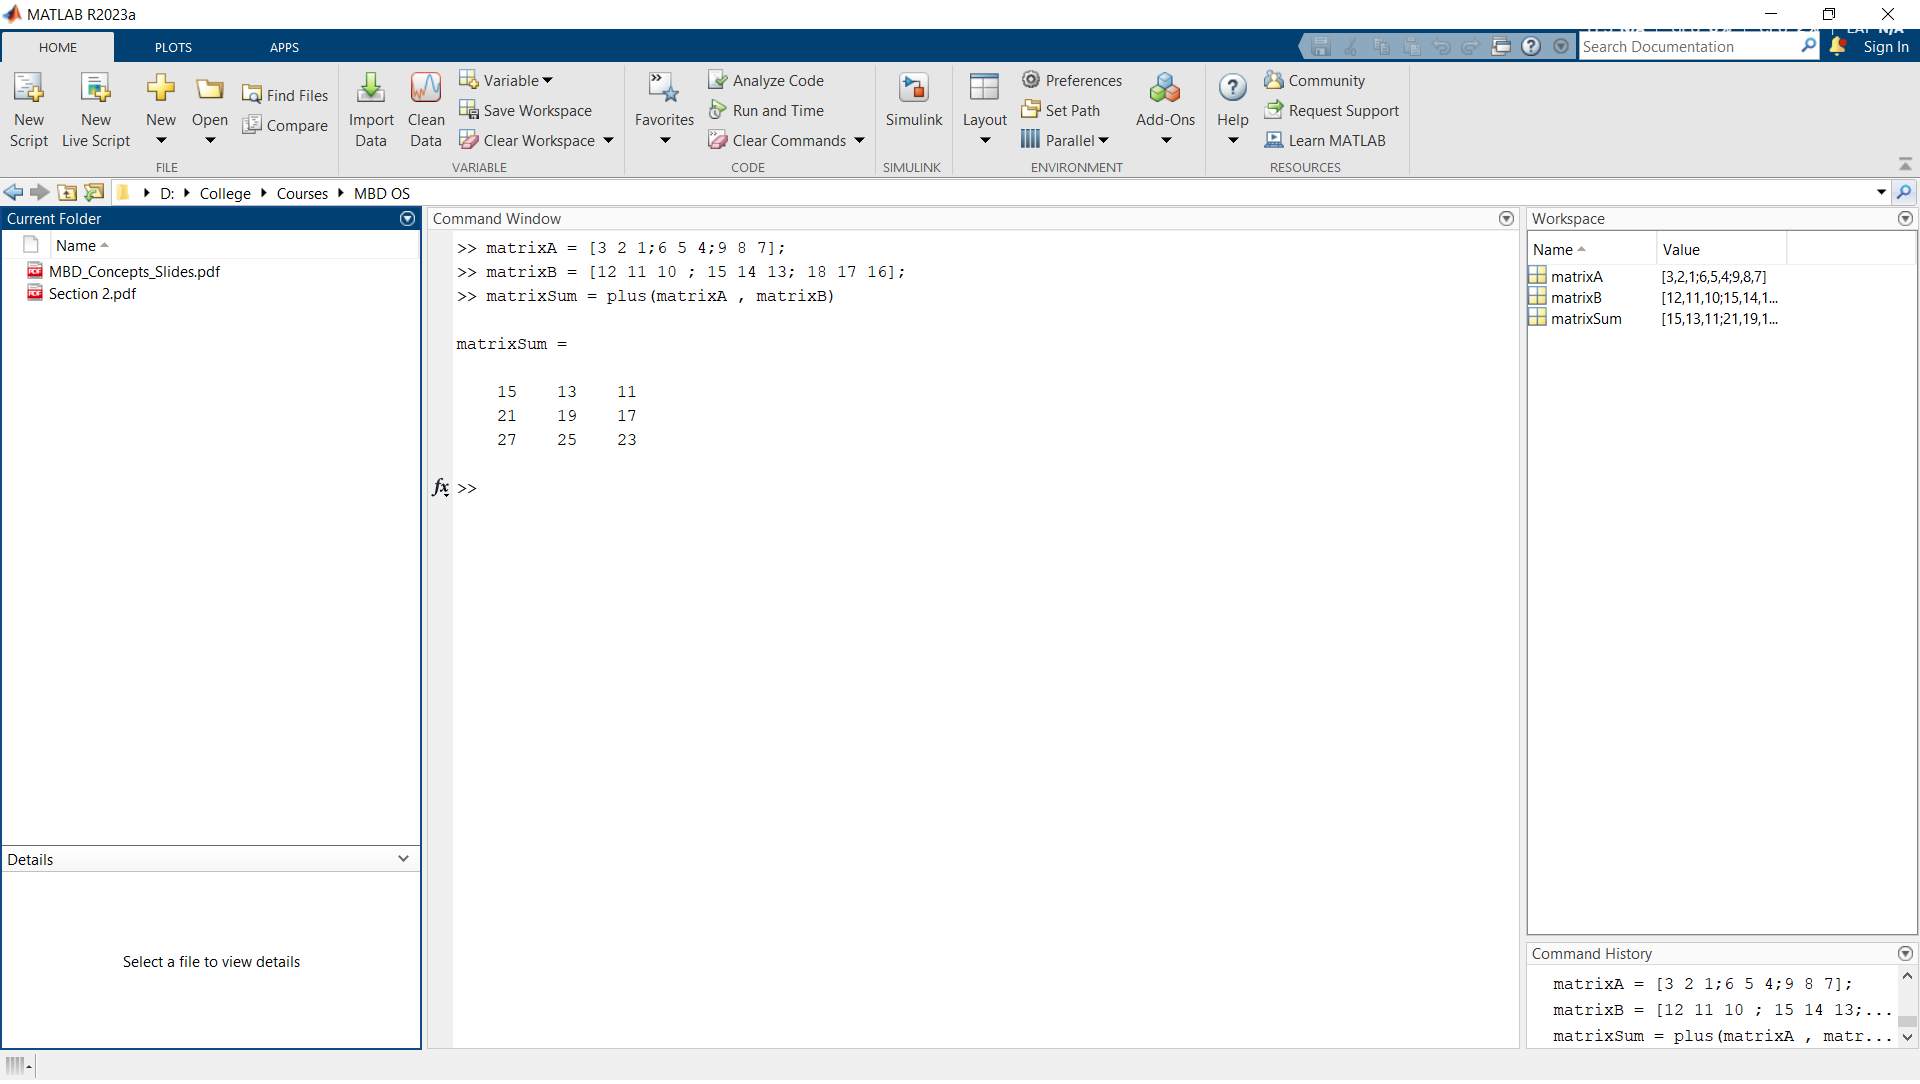 MATLAB R2023a
HOME PLOTS APPS
Search Documentation
Sign In
New Script
New Live Script
New
Open
Find Files
Compare
FILE
Import Data
Clean Data
Variable
Save Workspace
Clear Workspace
VARIABLE
Favorites
Analyze Code
Run and Time
Clear Commands
CODE
Simulink
SIMULINK
Layout
Preferences
Set Path
Parallel
Add-Ons
ENVIRONMENT
Help
Community
Request Support
Learn MATLAB
RESOURCES
D: College Courses MBD OS
Current Folder
Name
MBD_Concepts_Slides.pdf
Section 2.pdf
Details
Select a file to view details
Command Window
>> matrixA = [3 2 1;6 5 4;9 8 7];
>> matrixB = [12 11 10 ; 15 14 13; 18 17 16];
>> matrixSum = plus(matrixA , matrixB)
matrixSum =
15 13 11
21 19 17
27 25 23
fx >>
Workspace
Name Value
matrixA [3,2,1;6,5,4;9,8,7]
matrixB [12,11,10;15,14,1...
matrixSum [15,13,11;21,19,1...
Command History
matrixA = [3 2 1;6 5 4;9 8 7];
matrixB = [12 11 10 ; 15 14 13;...
matrixSum = plus(matrixA , matr...